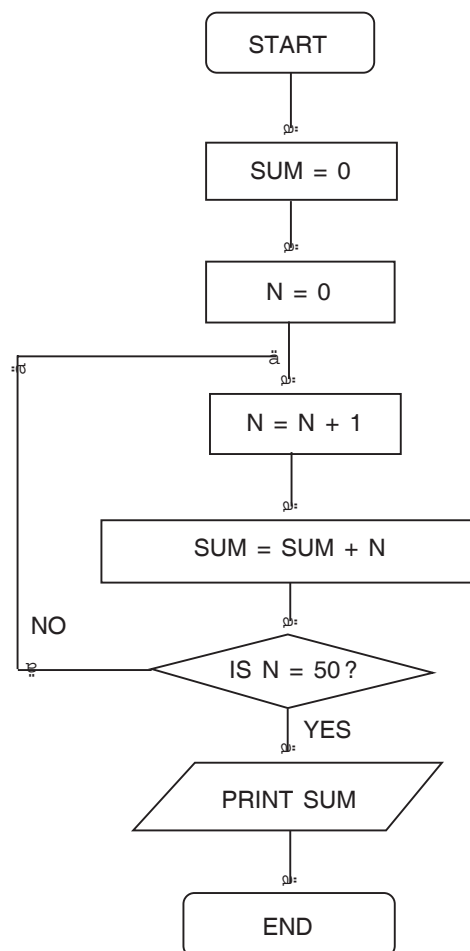 START
SUM = 0
N = 0
N = N + 1
SUM = SUM + N
NO
IS N = 50?
YES
PRINT SUM
END